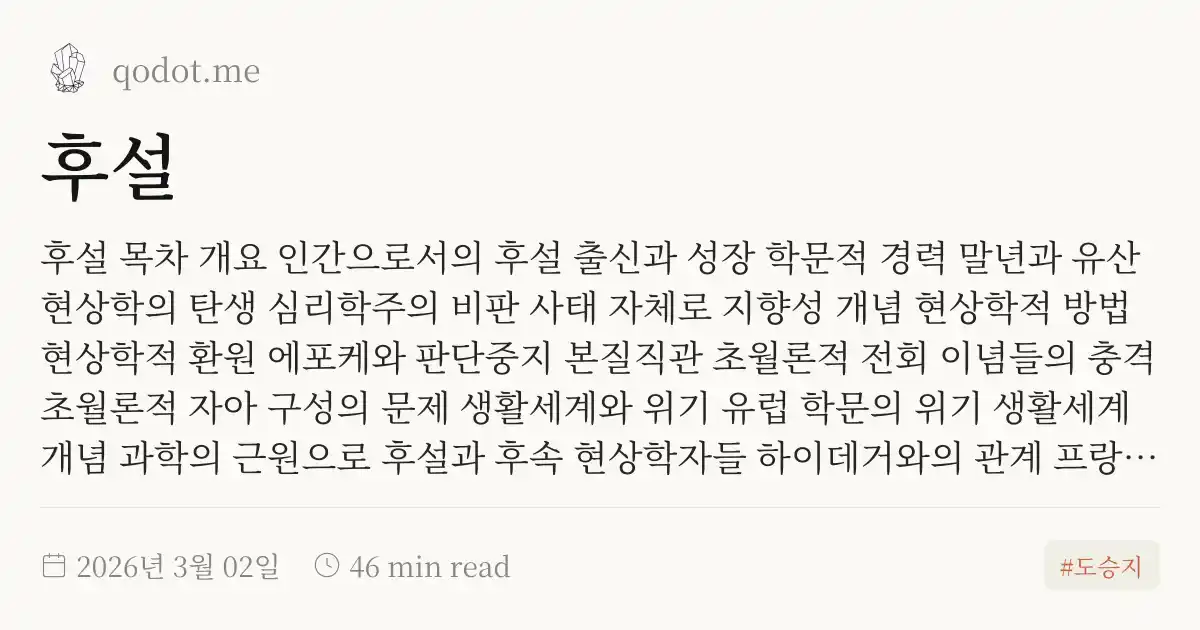 qodot.me
후설
후설 목차 개요 인간으로서의 후설 출신과 성장 학문적 경력 말년과 유산
현상학의 탄생 심리학주의 비판 사태 자체로 지향성 개념 현상학적 방법
현상학적 환원 에포케와 판단중지 본질직관 초월론적 전회 이념들의 충격
초월론적 자아 구성의 문제 생활세계와 위기 유럽 학문의 위기 생활세계
개념 과학의 근원으로 후설과 후속 현상학자들 하이데거와의 관계 프랑…
2026년 3월 02일 46 min read
#도승지